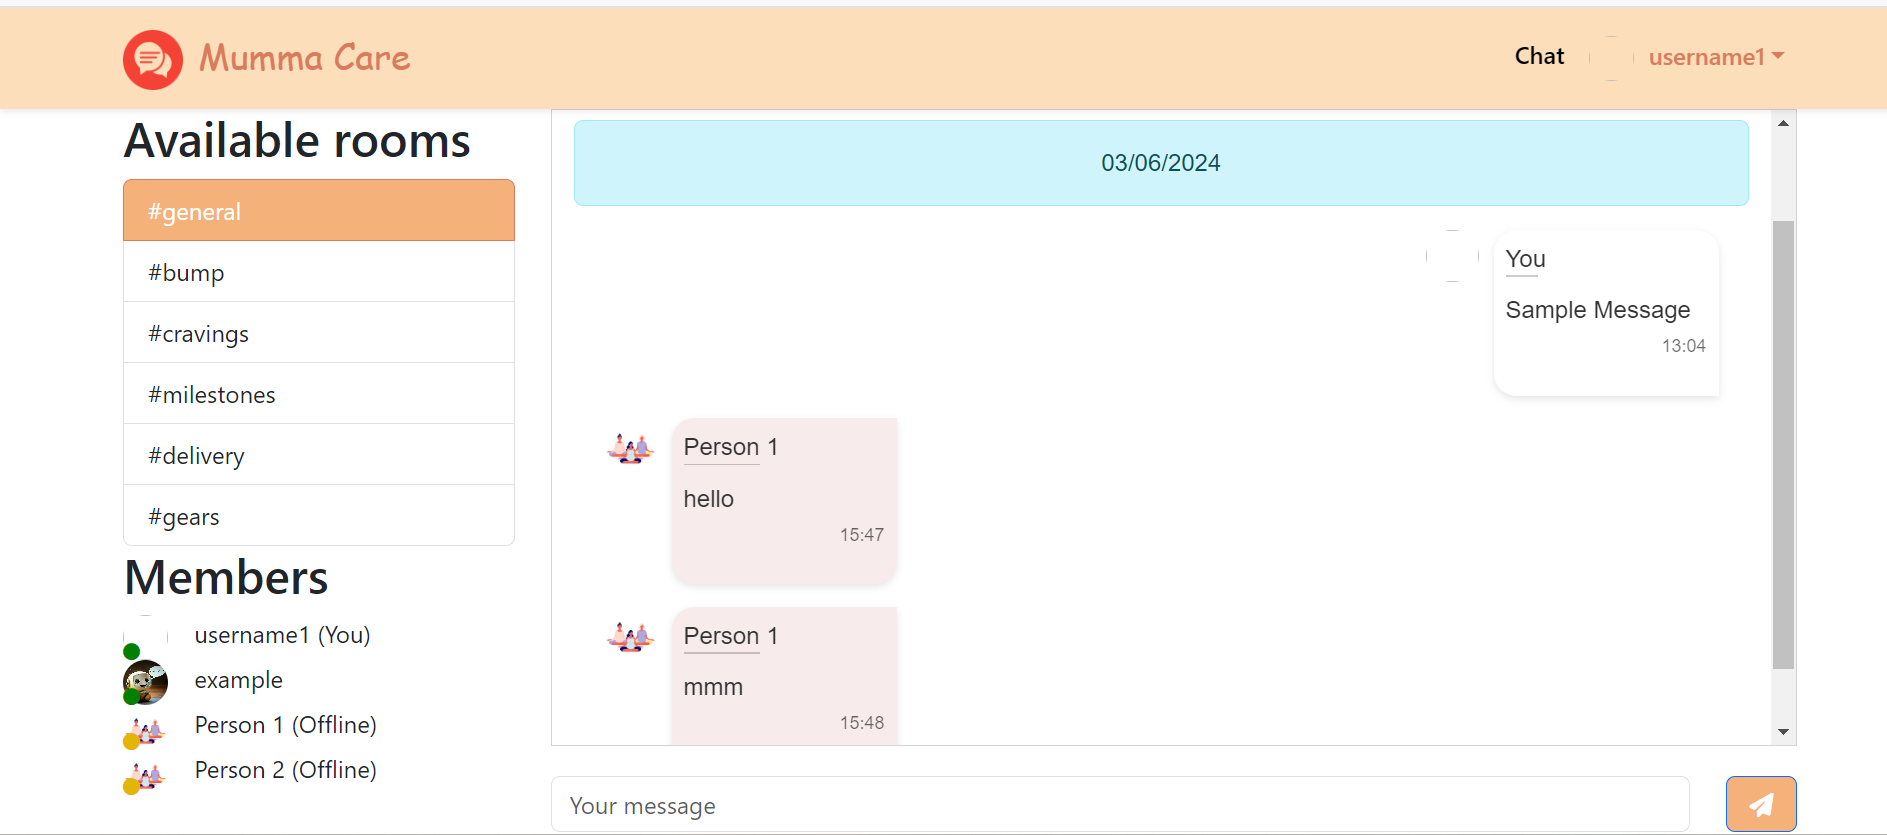 Mumma Care
Chat
username1
Available rooms
#general
#bump
#cravings
#milestones
#delivery
#gears
Members
username1 (You)
example
Person 1 (Offline)
Person 2 (Offline)
03/06/2024
You
Sample Message
13:04
Person 1
hello
15:47
Person 1
mmm
15:48
Your message